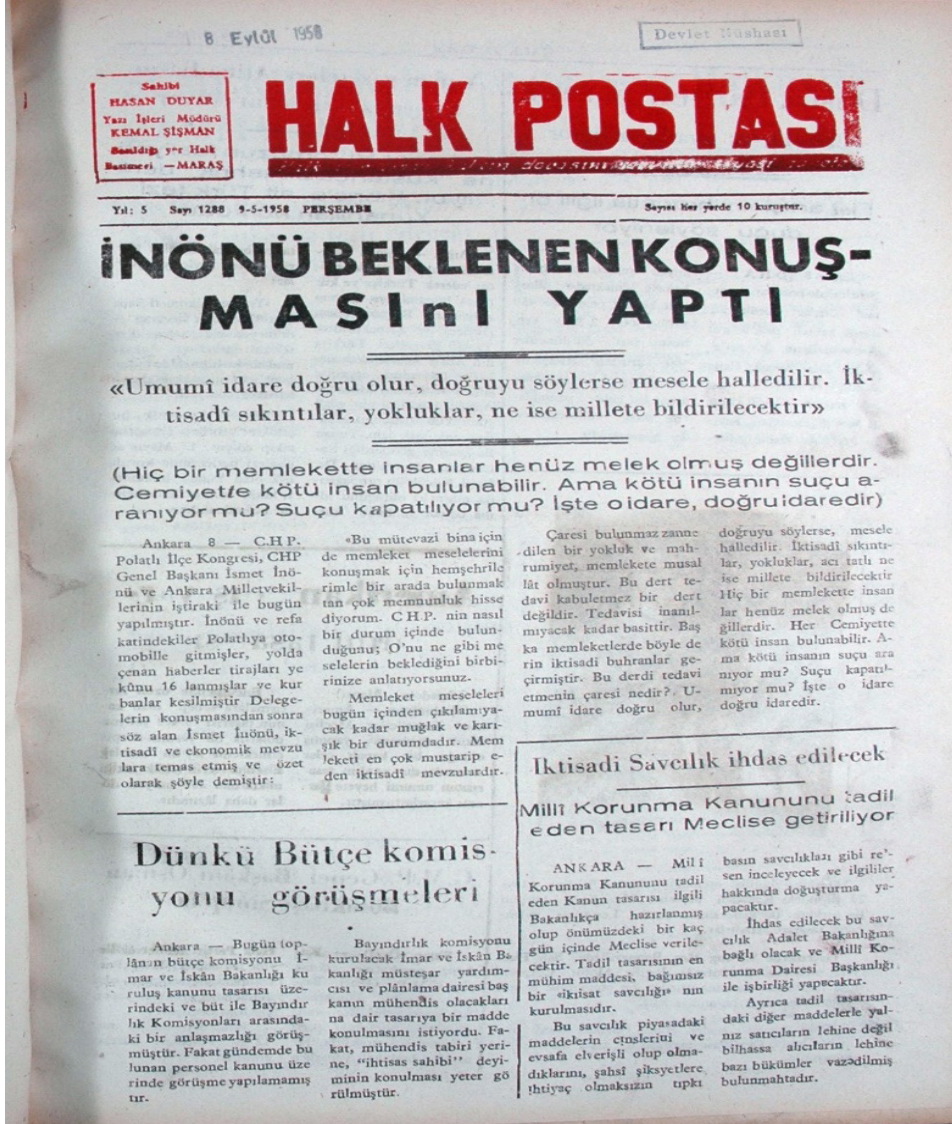 8 Eylül 1958
Devlet Nüshası
Sahibi
HASAN DUYAR
Yazı İşleri Müdürü
KEMAL ŞİŞMAN
Basıldığı yer Halk
Basımevi — MARAŞ
HALK POSTASI
Yıl: 5 Sayı 1288 9-5-1958 PERŞEMBE
Sayısı Her yerde 10 kuruştur.
İNÖNÜ BEKLENEN KONUŞ-
MASInI YAPTI
«Umumî idare doğru olur, doğruyu söylerse mesele halledilir. İk-
tisadî sıkıntılar, yokluklar, ne ise millete bildirilecektir»
(Hiç bir memlekette insanlar henüz melek olmuş değillerdir.
Cemiyette kötü insan bulunabilir. Ama kötü insanın suçu a-
ranıyor mu? Suçu kapatılıyor mu? İşte o idare, doğru idaredir)
Ankara 8 — C.H.P.
Polatlı İlçe Kongresi, CHP
Genel Başkanı İsmet İnö-
nü ve Ankara Milletvekil-
lerinin iştiraki ile bugün
yapılmıştır. İnönü ve refa
katindekiler Polatlıya oto-
mobille gitmişler, yolda
çenan haberler tirajları ye
kûnu 16 lanmışlar ve kur
banlar kesilmiştir Delege-
lerin konuşmasından sonra
söz alan İsmet İnönü, ik-
tisadî ve ekonomik mevzu
lara temas etmiş ve özet
olarak şöyle demiştir:
«Bu mütevazi bina için
de memleket meselelerini
konuşmak için hemşehrile
rimle bir arada bulunmak
tan çok memnunluk hisse
diyorum. C H P. nin nasıl
bir durum içinde bulun-
duğunu; O'nu ne gibi me
selelerin beklediğini birbi-
rinize anlatıyorsunuz.
Memleket meseleleri
bugün içinden çıkılamıya-
cak kadar muğlak ve karı-
şık bir durumdadır. Mem
leketi en çok mustarip e-
den iktisadî mevzulardır.
Çaresi bulunmaz zanne
dilen bir yokluk ve mah-
rumiyet, memlekete musal
lât olmuştur. Bu dert te-
davi kabul etmez bir dert
değildir. Tedavisi inanıl-
mıyacak kadar basittir. Baş
ka memleketlerde böyle de
rin iktisadi buhranlar ge-
çirmiştir. Bu derdi tedavi
etmenin çaresi nedir? U-
mumî idare doğru olur,
doğruyu söylerse, mesele
halledilir. İktisadî sıkıntı-
lar, yokluklar, acı tatlı ne
ise millete bildirilecektir
Hiç bir memlekette insan
lar henüz melek olmuş de
ğillerdir. Her Cemiyette
kötü insan bulunabilir. A-
ma kötü insanın suçu ara
nıyor mu? Suçu kapatıl-
mıyor mu? İşte o idare
doğru idaredir.
Dünkü Bütçe komis-
yonu görüşmeleri
Ankara — Bugün top-
lânan bütçe komisyonu İ-
mar ve İskân Bakanlığı ku
ruluş kanunu tasarısı üze-
rindeki ve büt ile Bayındır
lık Komisyonları arasında-
ki bir anlaşmazlığı görüş-
müştür. Fakat gündemde bu
lunan personel kanunu üze
rinde görüşme yapılamamış
tır.
Bayındırlık komisyonu
kurulacak İmar ve İskân Ba
kanlığı müsteşar yardım-
cısı ve plânlama dairesi baş
kanın mühendis olacakları
na dair tasarıya bir madde
konulmasını istiyordu. Fa-
kat, mühendis tabiri yeri-
ne, "ihtisas sahibi" deyi-
minin konulması yeter gö
rülmüştür.
İktisadi Savcılık ihdas edilecek
Millî Korunma Kanununu tadil
eden tasarı Meclise getiriliyor
ANKARA — Milî
Korunma Kanununu tadil
eden Kanun tasarısı ilgili
Bakanlıkça hazırlanmış
olup önümüzdeki bir kaç
gün içinde Meclise verile-
cektir. Tadil tasarısının en
mühim maddesi, bağımsız
bir «ikiisat savcılığı» nın
kurulmasıdır.
Bu savcılık piyasadaki
maddelerin cinslerini ve
evsafa elverişli olup olma-
dıklarını, şahsî şiksyetlere
ihtiyaç olmaksızın tıpkı
basın savcılıkları gibi re'-
sen inceleyecek ve ilgililer
hakkında doğuşturma ya-
pacaktır.
İhdas edilecek bu sav-
cılık Adalet Bakanlığına
bağlı olacak ve Millî Ko-
runma Dairesi Başkanlığı
ile işbirliği yapacaktır.
Ayrıca tadil tasarısın-
daki diğer maddelerle yal-
nız satıcıların lehine değil
bilhassa alıcıların lehine
bazı bükümler vazedilmiş
bulunmahtadır.